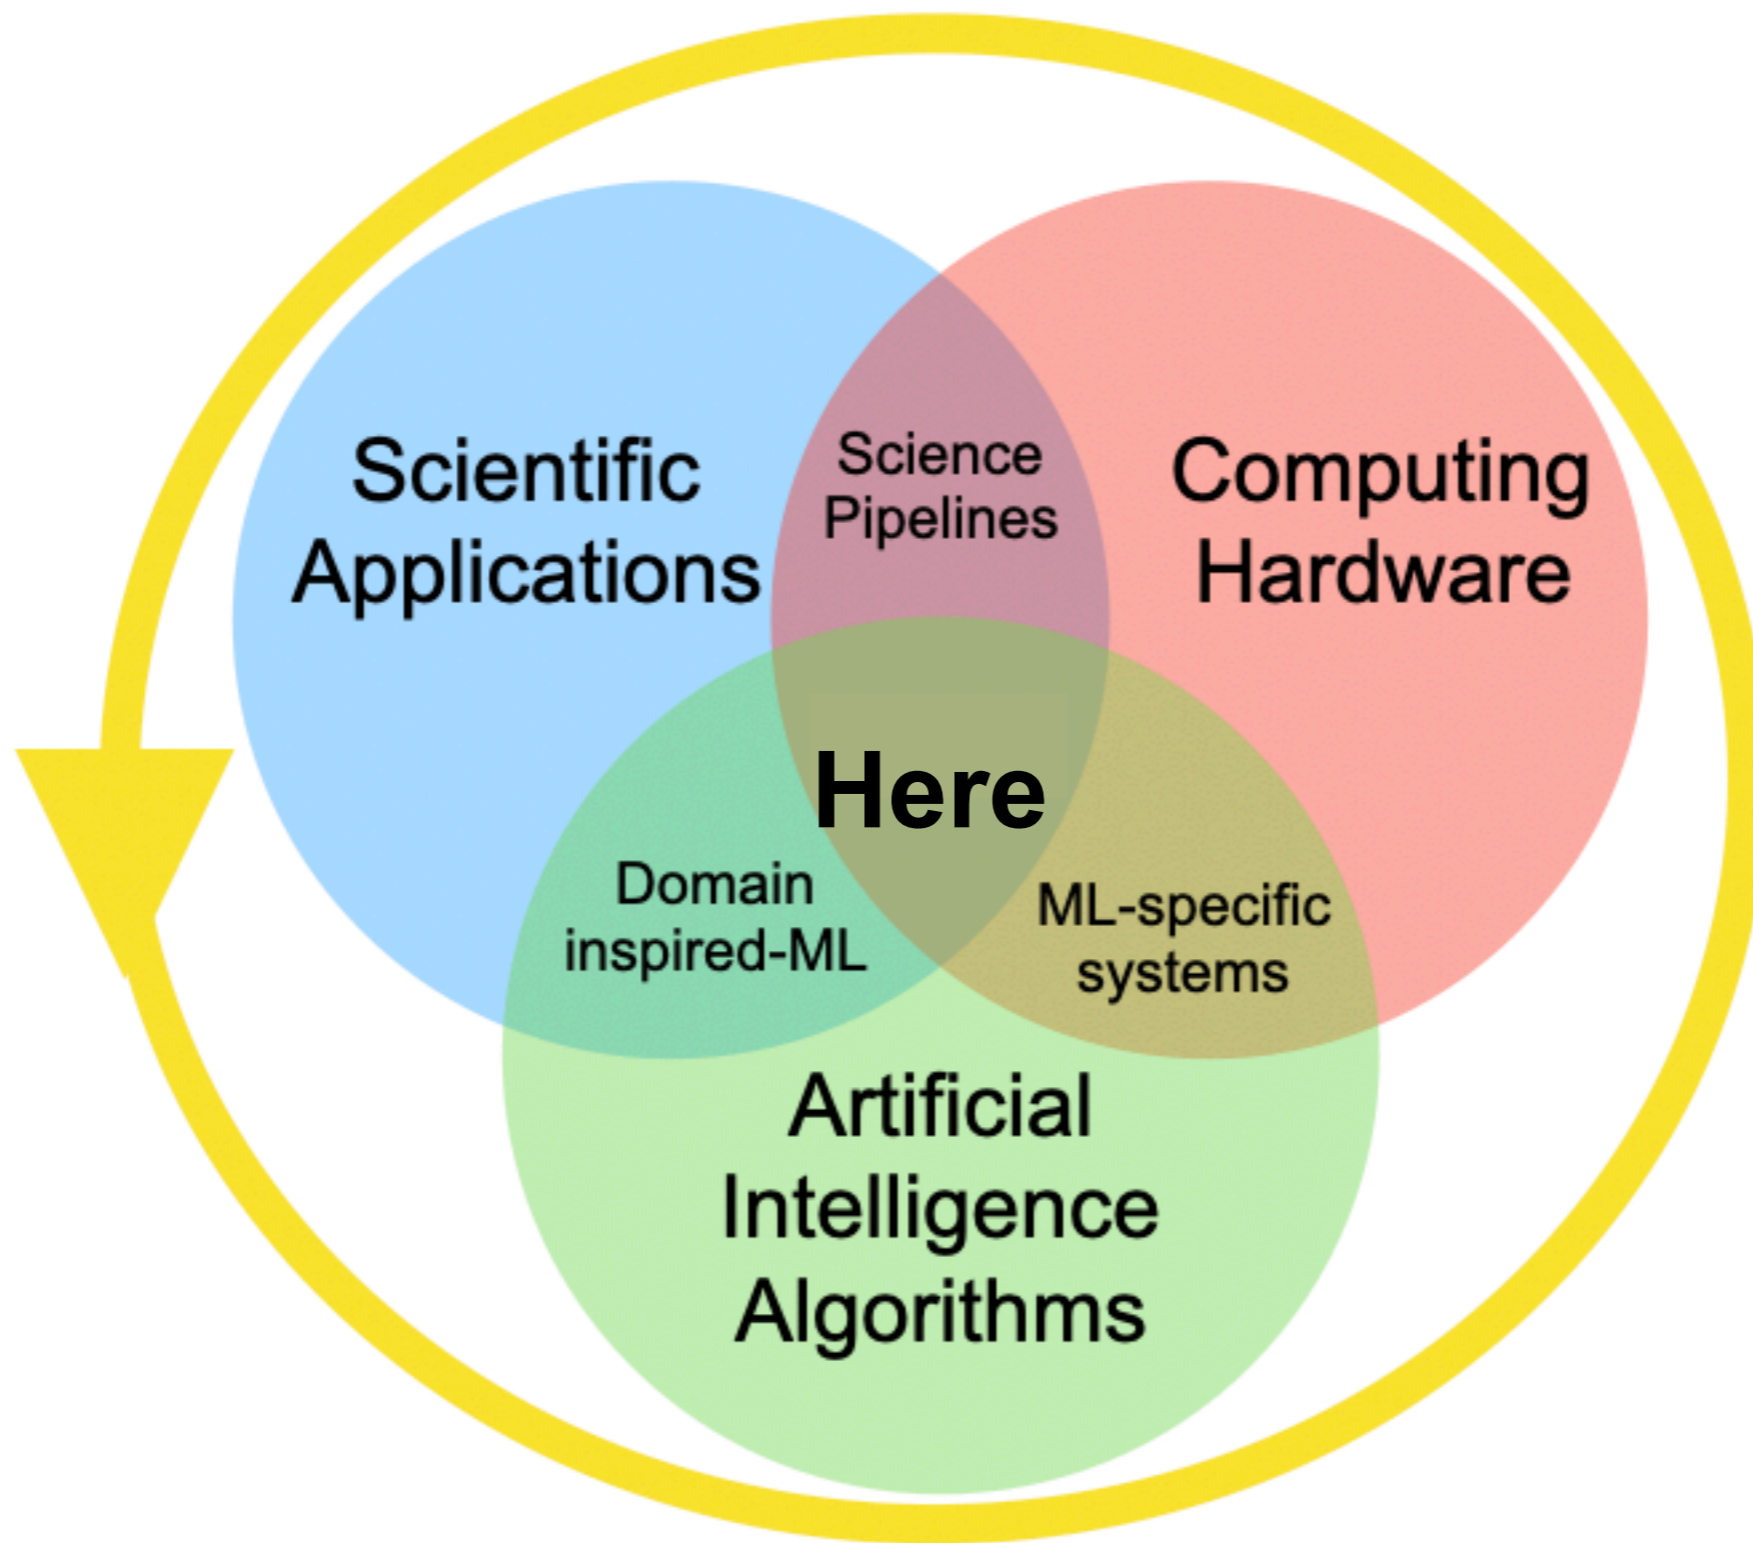 Scientific
Applications
Science
Pipelines
Computing
Hardware
Here
Domain
inspired-ML
ML-specific
systems
Artificial
Intelligence
Algorithms